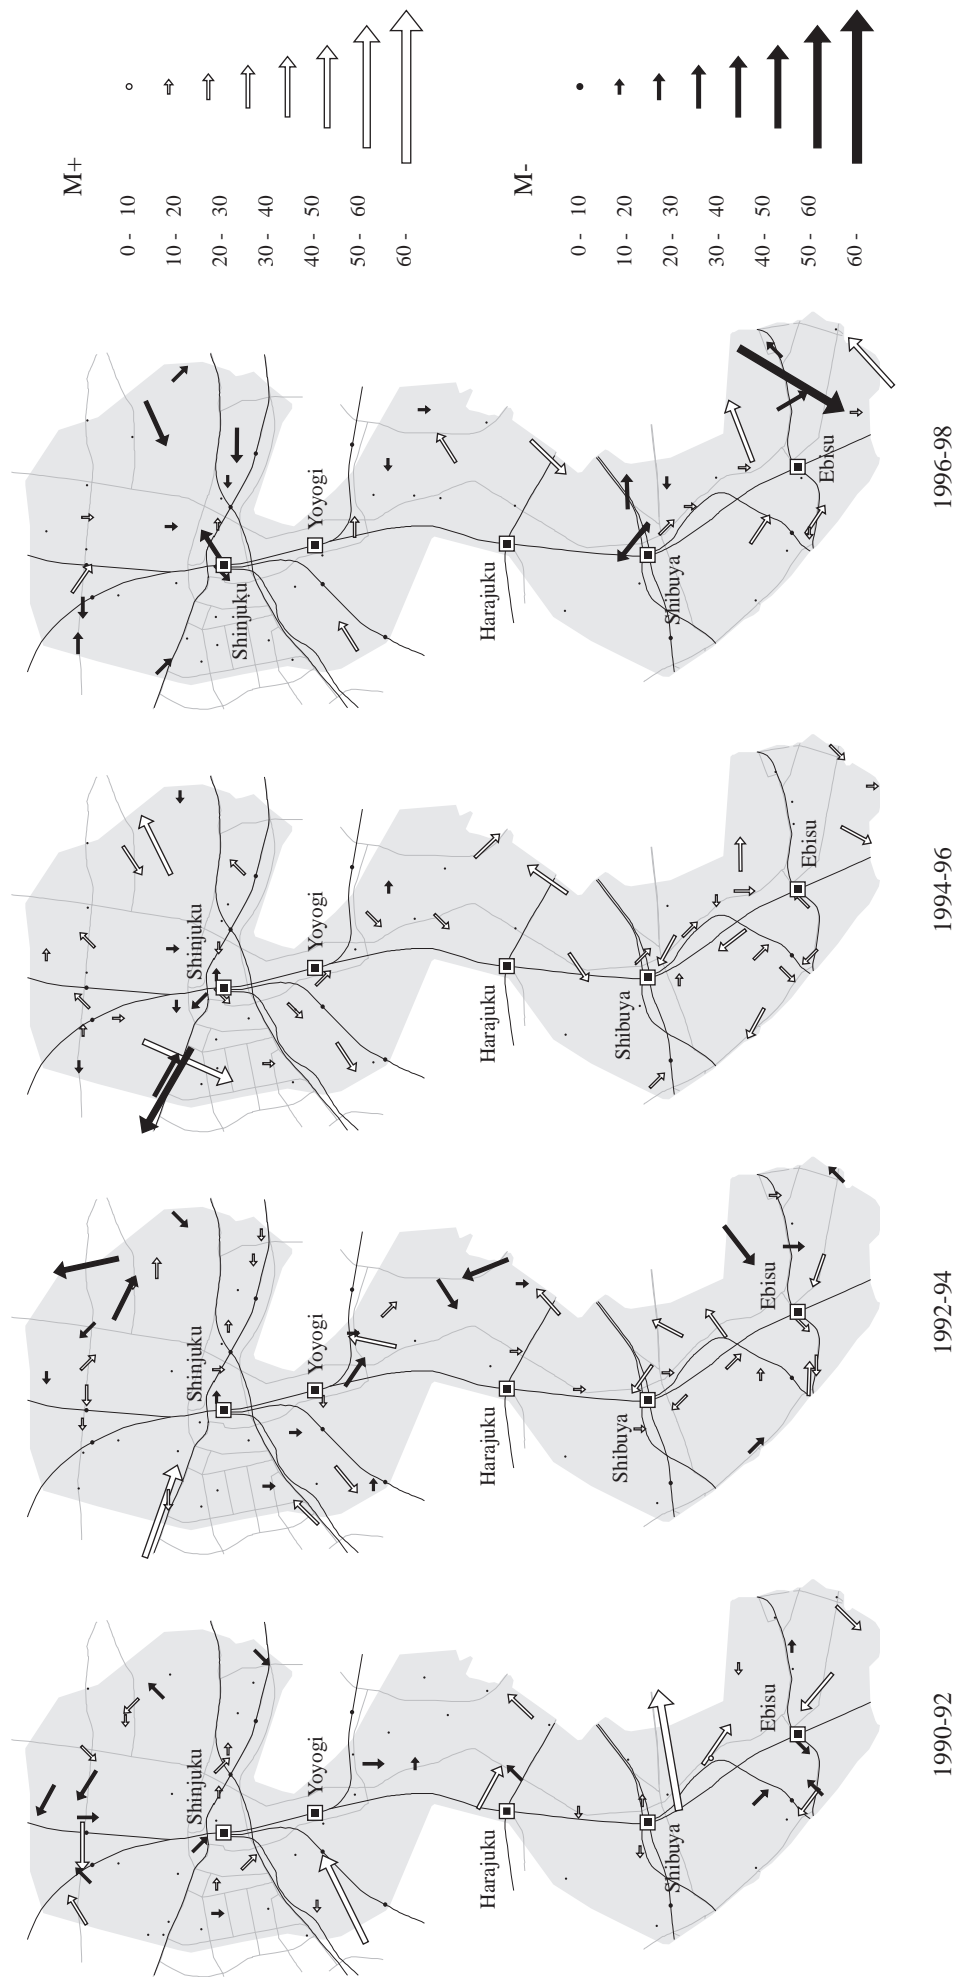 M+
0 - 10
10 - 20
20 - 30
30 - 40
40 - 50
50 - 60
60 -
M-
0 - 10
10 - 20
20 - 30
30 - 40
40 - 50
50 - 60
60 -
Shinjuku
Yoyogi
Harajuku
Shibuya
Ebisu
1996-98
Shinjuku
Yoyogi
Harajuku
Shibuya
Ebisu
1994-96
Shinjuku
Yoyogi
Harajuku
Shibuya
Ebisu
1992-94
Shinjuku
Yoyogi
Harajuku
Shibuya
Ebisu
1990-92